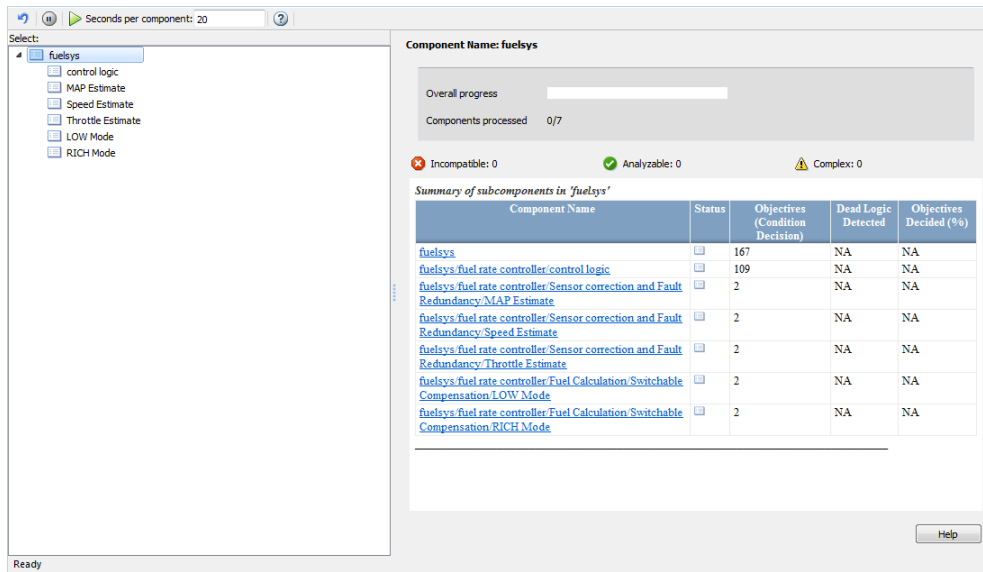 Seconds per component: 20
Select:
fuelsys
control logic
MAP Estimate
Speed Estimate
Throttle Estimate
LOW Mode
RICH Mode
Component Name: fuelsys
Overall progress
Components processed 0/7
Incompatible: 0 Analyzable: 0 Complex: 0
Summary of subcomponents in 'fuelsys'
Component Name Status Objectives (Condition Decision) Dead Logic Detected Objectives Decided (%)
fuelsys 167 NA NA
fuelsys/fuel rate controller/control logic 109 NA NA
fuelsys/fuel rate controller/Sensor correction and Fault 2 NA NA
Redundancy/MAP Estimate
fuelsys/fuel rate controller/Sensor correction and Fault 2 NA NA
Redundancy/Speed Estimate
fuelsys/fuel rate controller/Sensor correction and Fault 2 NA NA
Redundancy/Throttle Estimate
fuelsys/fuel rate controller/Fuel Calculation/Switchable 2 NA NA
Compensation/LOW Mode
fuelsys/fuel rate controller/Fuel Calculation/Switchable 2 NA NA
Compensation/RICH Mode
Help
Ready